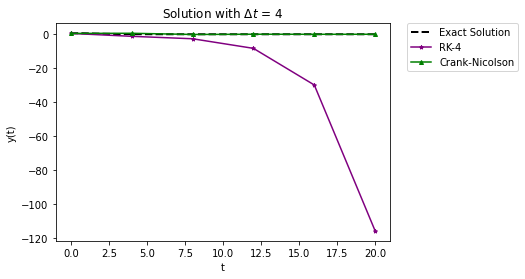 Solution with Δt = 4
Exact Solution
RK-4
Crank-Nicolson
y(t)
0
−20
−40
−60
−80
−100
−120
0.0 2.5 5.0 7.5 10.0 12.5 15.0 17.5 20.0
t